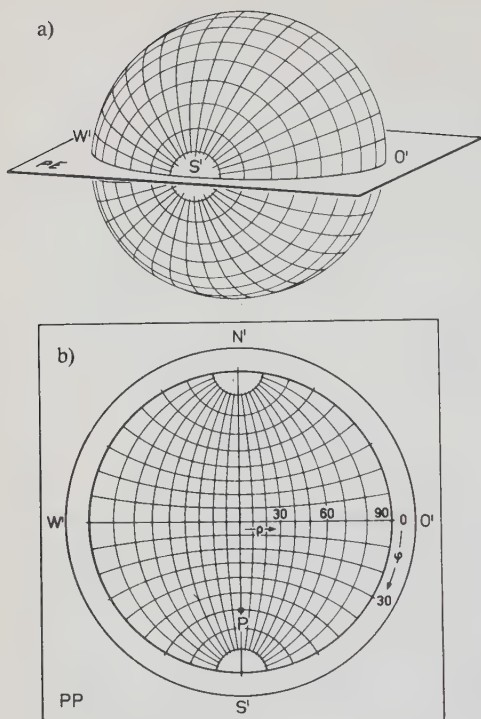 a)
W'
PE
S'
O'
b)
N'
W'
30 60 90 0 O'
ρ →
φ
30
P
PP
S'